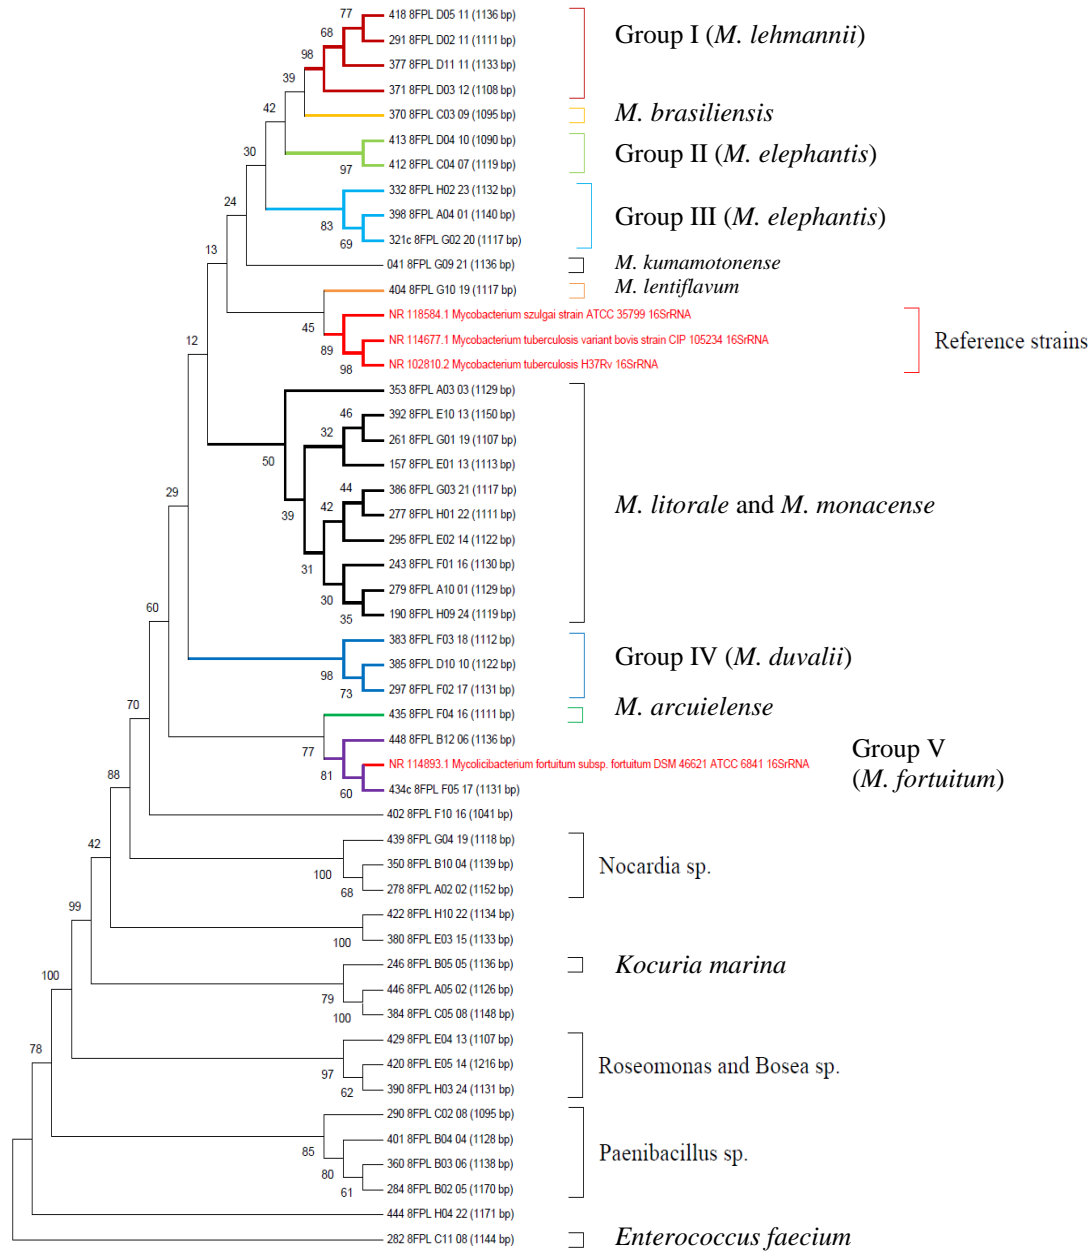 77
418 8FPL D05 11 (1136 bp)
68
291 8FPL D02 11 (1111 bp)
Group I (M. lehmannii)
98
377 8FPL D11 11 (1133 bp)
39
371 8FPL D03 12 (1108 bp)
42
370 8FPL C03 09 (1095 bp)
M. brasiliensis
413 8FPL D04 10 (1090 bp)
30
Group II (M. elephantis)
97
412 8FPL C04 07 (1119 bp)
332 8FPL H02 23 (1132 bp)
24
398 8FPL A04 01 (1140 bp)
Group III (M. elephantis)
83
69
321c 8FPL G02 20 (1117 bp)
13
041 8FPL G09 21 (1136 bp)
M. kumamotonense
404 8FPL G10 19 (1117 bp)
M. lentiflavum
45
NR 118584.1 Mycobacterium szulgai strain ATCC 35799 16SrRNA
12
89
NR 114677.1 Mycobacterium tuberculosis variant bovis strain CIP 105234 16SrRNA
Reference strains
98
NR 102810.2 Mycobacterium tuberculosis H37Rv 16SrRNA
353 8FPL A03 03 (1129 bp)
46
392 8FPL E10 13 (1150 bp)
32
261 8FPL G01 19 (1107 bp)
50
157 8FPL E01 13 (1113 bp)
29
44
386 8FPL G03 21 (1117 bp)
39
42
277 8FPL H01 22 (1111 bp)
M. litorale and M. monacense
295 8FPL E02 14 (1122 bp)
31
243 8FPL F01 16 (1130 bp)
30
279 8FPL A10 01 (1129 bp)
35
190 8FPL H09 24 (1119 bp)
60
383 8FPL F03 18 (1112 bp)
385 8FPL D10 10 (1122 bp)
Group IV (M. duvalii)
98
73
297 8FPL F02 17 (1131 bp)
70
435 8FPL F04 16 (1111 bp)
M. arcuielense
77
448 8FPL B12 06 (1136 bp)
Group V
NR 114893.1 Mycolicibacterium fortuitum subsp. fortuitum DSM 46621 ATCC 6841 16SrRNA
(M. fortuitum)
81
60
434c 8FPL F05 17 (1131 bp)
88
402 8FPL F10 16 (1041 bp)
42
439 8FPL G04 19 (1118 bp)
350 8FPL B10 04 (1139 bp)
Nocardia sp.
100
68
278 8FPL A02 02 (1152 bp)
99
422 8FPL H10 22 (1134 bp)
100
380 8FPL E03 15 (1133 bp)
246 8FPL B05 05 (1136 bp)
Kocuria marina
100
446 8FPL A05 02 (1126 bp)
79
100
384 8FPL C05 08 (1148 bp)
78
429 8FPL E04 13 (1107 bp)
420 8FPL E05 14 (1216 bp)
Roseomonas and Bosea sp.
97
62
390 8FPL H03 24 (1131 bp)
290 8FPL C02 08 (1095 bp)
401 8FPL B04 04 (1128 bp)
Paenibacillus sp.
85
360 8FPL B03 06 (1138 bp)
80
61
284 8FPL B02 05 (1170 bp)
444 8FPL H04 22 (1171 bp)
282 8FPL C11 08 (1144 bp)
Enterococcus faecium